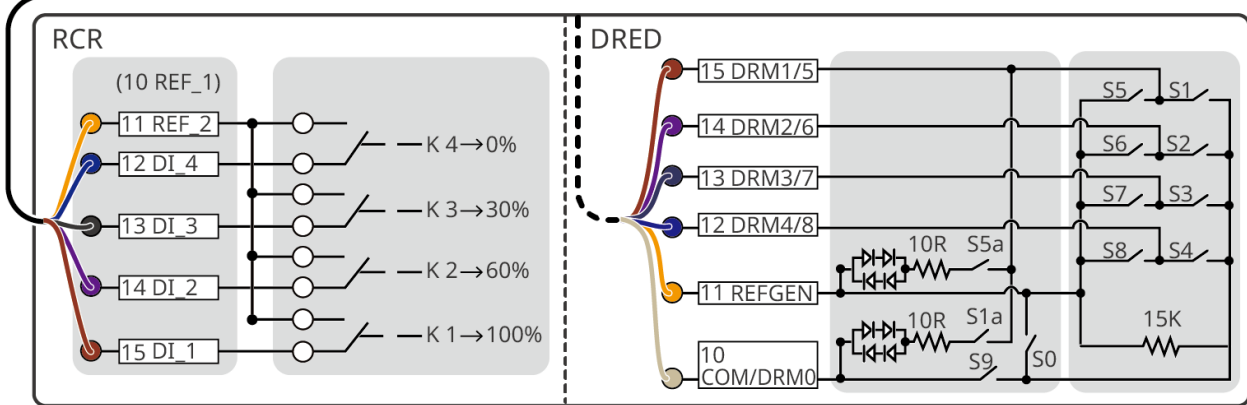 RCR
(10 REF_1)
11 REF_2
12 DI_4
13 DI_3
14 DI_2
15 DI_1
K 4→0%
K 3→30%
K 2→60%
K 1→100%
DRED
15 DRM1/5
14 DRM2/6
13 DRM3/7
12 DRM4/8
11 REFGEN
10
COM/DRM0
10R S5a
10R S1a
S9
S0
S5 S1
S6 S2
S7 S3
S8 S4
15K